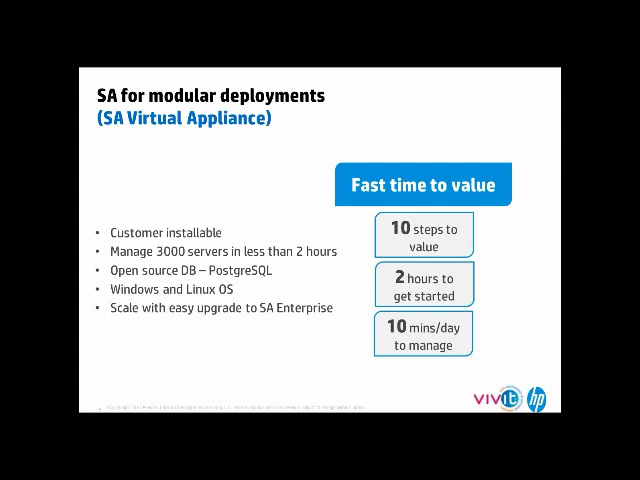 SA for modular deployments
(SA Virtual Appliance)
Fast time to value
• Customer installable
• Manage 3000 servers in less than 2 hours
• Open source DB – PostgreSQL
• Windows and Linux OS
• Scale with easy upgrade to SA Enterprise
10 steps to
value
2 hours to
get started
10 mins/day
to manage
vivit
hp